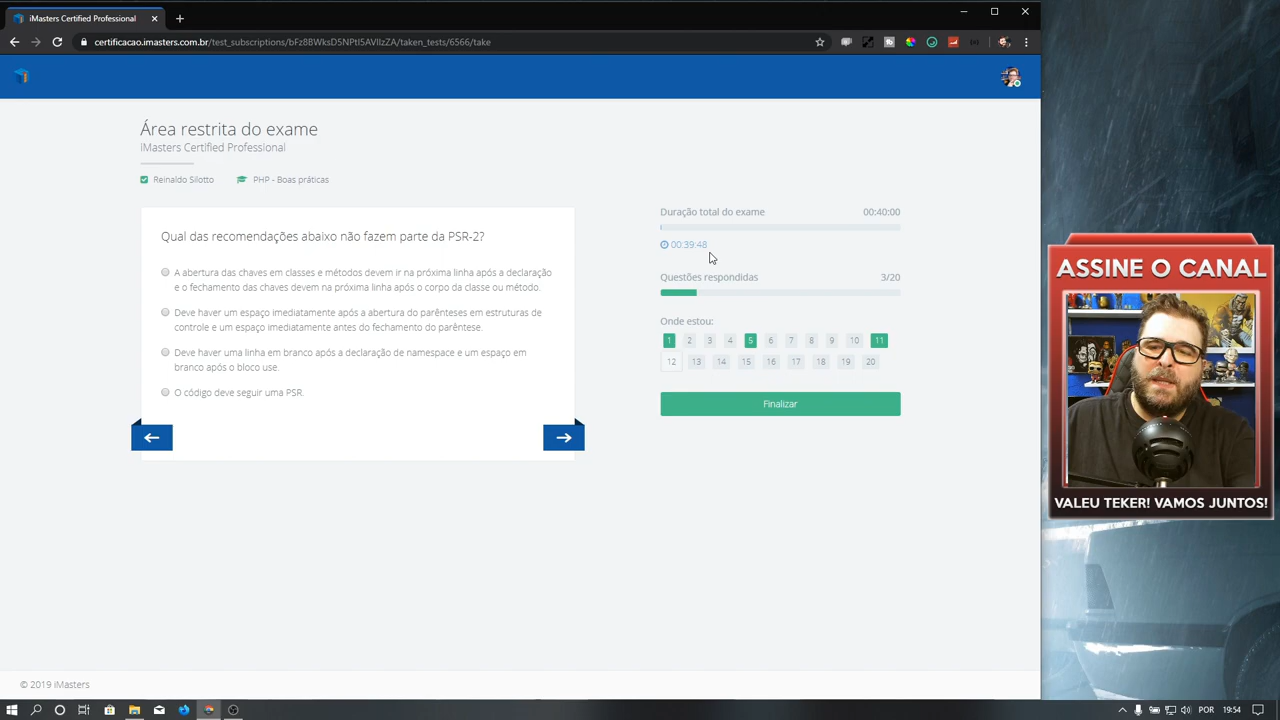 iMasters Certified Professional
certificacao.imasters.com.br/test_subscriptions/bFz8BWksD5NPtI5AVIlzZA/taken_tests/6566/take
Área restrita do exame
iMasters Certified Professional
Reinaldo Silotto
PHP - Boas práticas
Qual das recomendações abaixo não fazem parte da PSR-2?
A abertura das chaves em classes e métodos devem ir na próxima linha após a declaração
e o fechamento das chaves devem na próxima linha após o corpo da classe ou método.
Deve haver um espaço imediatamente após a abertura do parênteses em estruturas de
controle e um espaço imediatamente antes do fechamento do parêntese.
Deve haver uma linha em branco após a declaração de namespace e um espaço em
branco após o bloco use.
O código deve seguir uma PSR.
Duração total do exame 00:40:00
00:39:48
Questões respondidas 3/20
Onde estou:
1 2 3 4 5 6 7 8 9 10 11
12 13 14 15 16 17 18 19 20
Finalizar
ASSINE O CANAL
VALEU TEKER! VAMOS JUNTOS!
© 2019 iMasters
POR 19:54